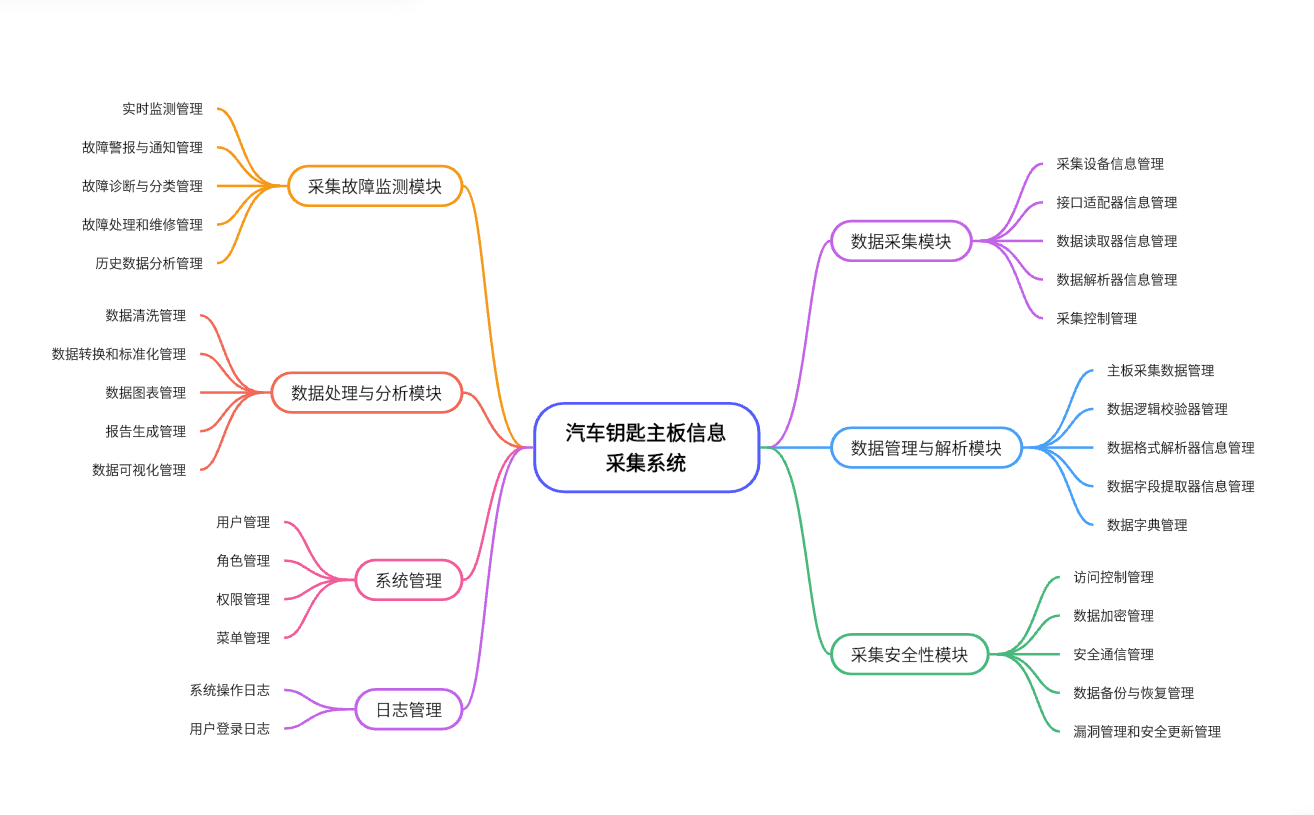 汽车钥匙主板信息
采集系统
采集故障监测模块
实时监测管理
故障警报与通知管理
故障诊断与分类管理
故障处理和维修管理
历史数据分析管理
数据处理与分析模块
数据清洗管理
数据转换和标准化管理
数据图表管理
报告生成管理
数据可视化管理
系统管理
用户管理
角色管理
权限管理
菜单管理
日志管理
系统操作日志
用户登录日志
数据采集模块
采集设备信息管理
接口适配器信息管理
数据读取器信息管理
数据解析器信息管理
采集控制管理
数据管理与解析模块
主板采集数据管理
数据逻辑校验器管理
数据格式解析器信息管理
数据字段提取器信息管理
数据字典管理
采集安全性模块
访问控制管理
数据加密管理
安全通信管理
数据备份与恢复管理
漏洞管理和安全更新管理